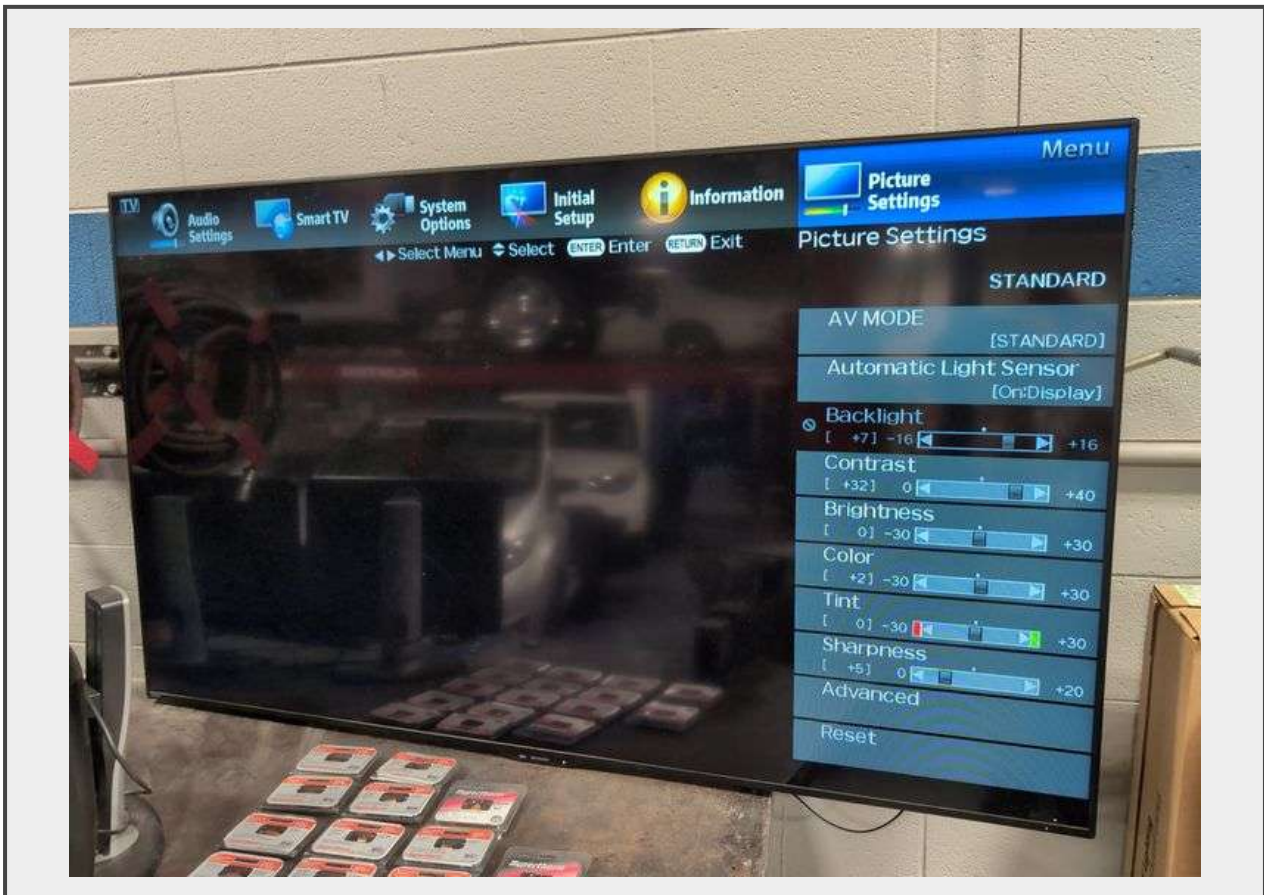 Menu
TV
Audio
Settings
Smart TV
System
Options
Initial
Setup
Information
Picture
Settings
Select Menu Select ENTER Enter RETURN Exit
Picture Settings
STANDARD
AV MODE
[STANDARD]
Automatic Light Sensor
[On:Display]
Backlight
[ +7] -16 +16
Contrast
[ +32] 0 +40
Brightness
[ 0] -30 +30
Color
[ +2] -30 +30
Tint
[ 0] -30 +30
Sharpness
[ +5] 0 +20
Advanced
Reset